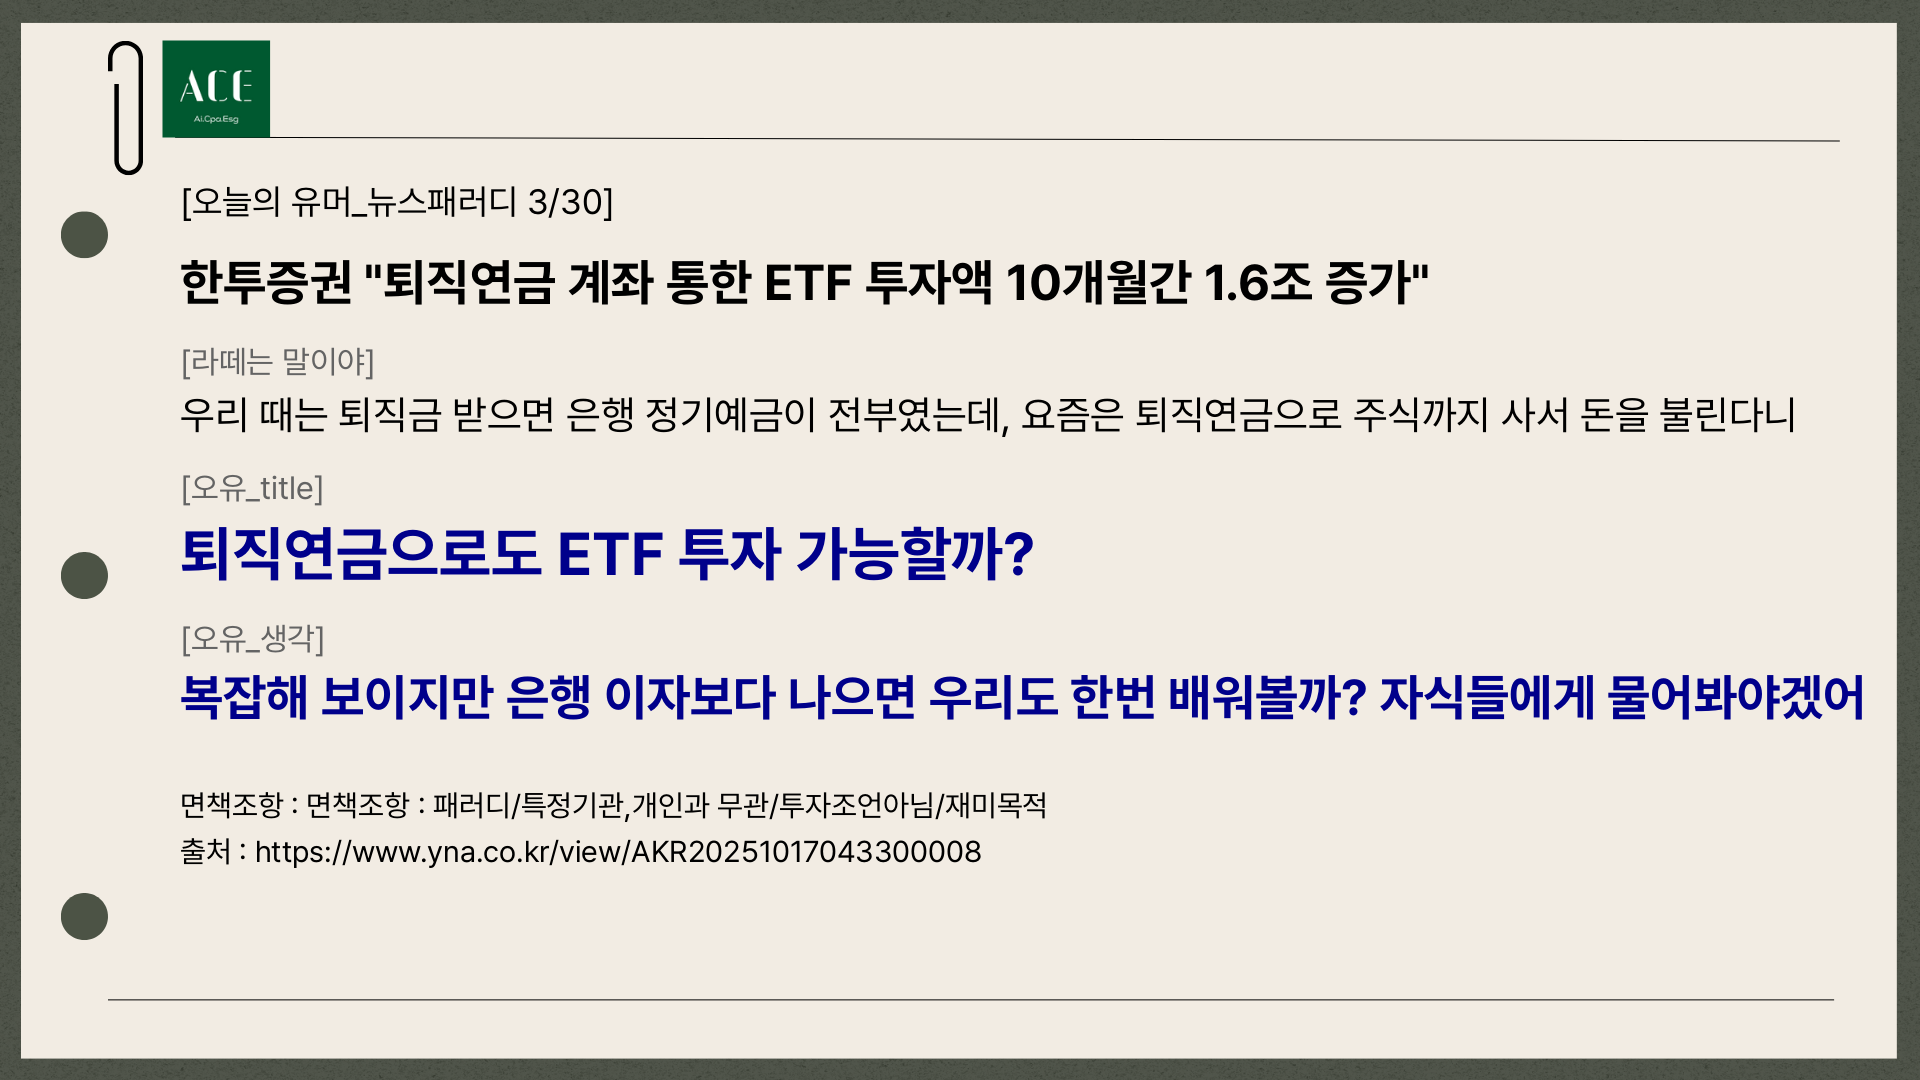 ACE
Ai.Cpa.Esg
[오늘의 유머_뉴스패러디 3/30]
한투증권 "퇴직연금 계좌 통한 ETF 투자액 10개월간 1.6조 증가"
[라떼는 말이야]
우리 때는 퇴직금 받으면 은행 정기예금이 전부였는데, 요즘은 퇴직연금으로 주식까지 사서 돈을 불린다니
[오유_title]
퇴직연금으로도 ETF 투자 가능할까?
[오유_생각]
복잡해 보이지만 은행 이자보다 나으면 우리도 한번 배워볼까? 자식들에게 물어봐야겠어
면책조항 : 면책조항 : 패러디/특정기관,개인과 무관/투자조언아님/재미목적
출처 : https://www.yna.co.kr/view/AKR20251017043300008